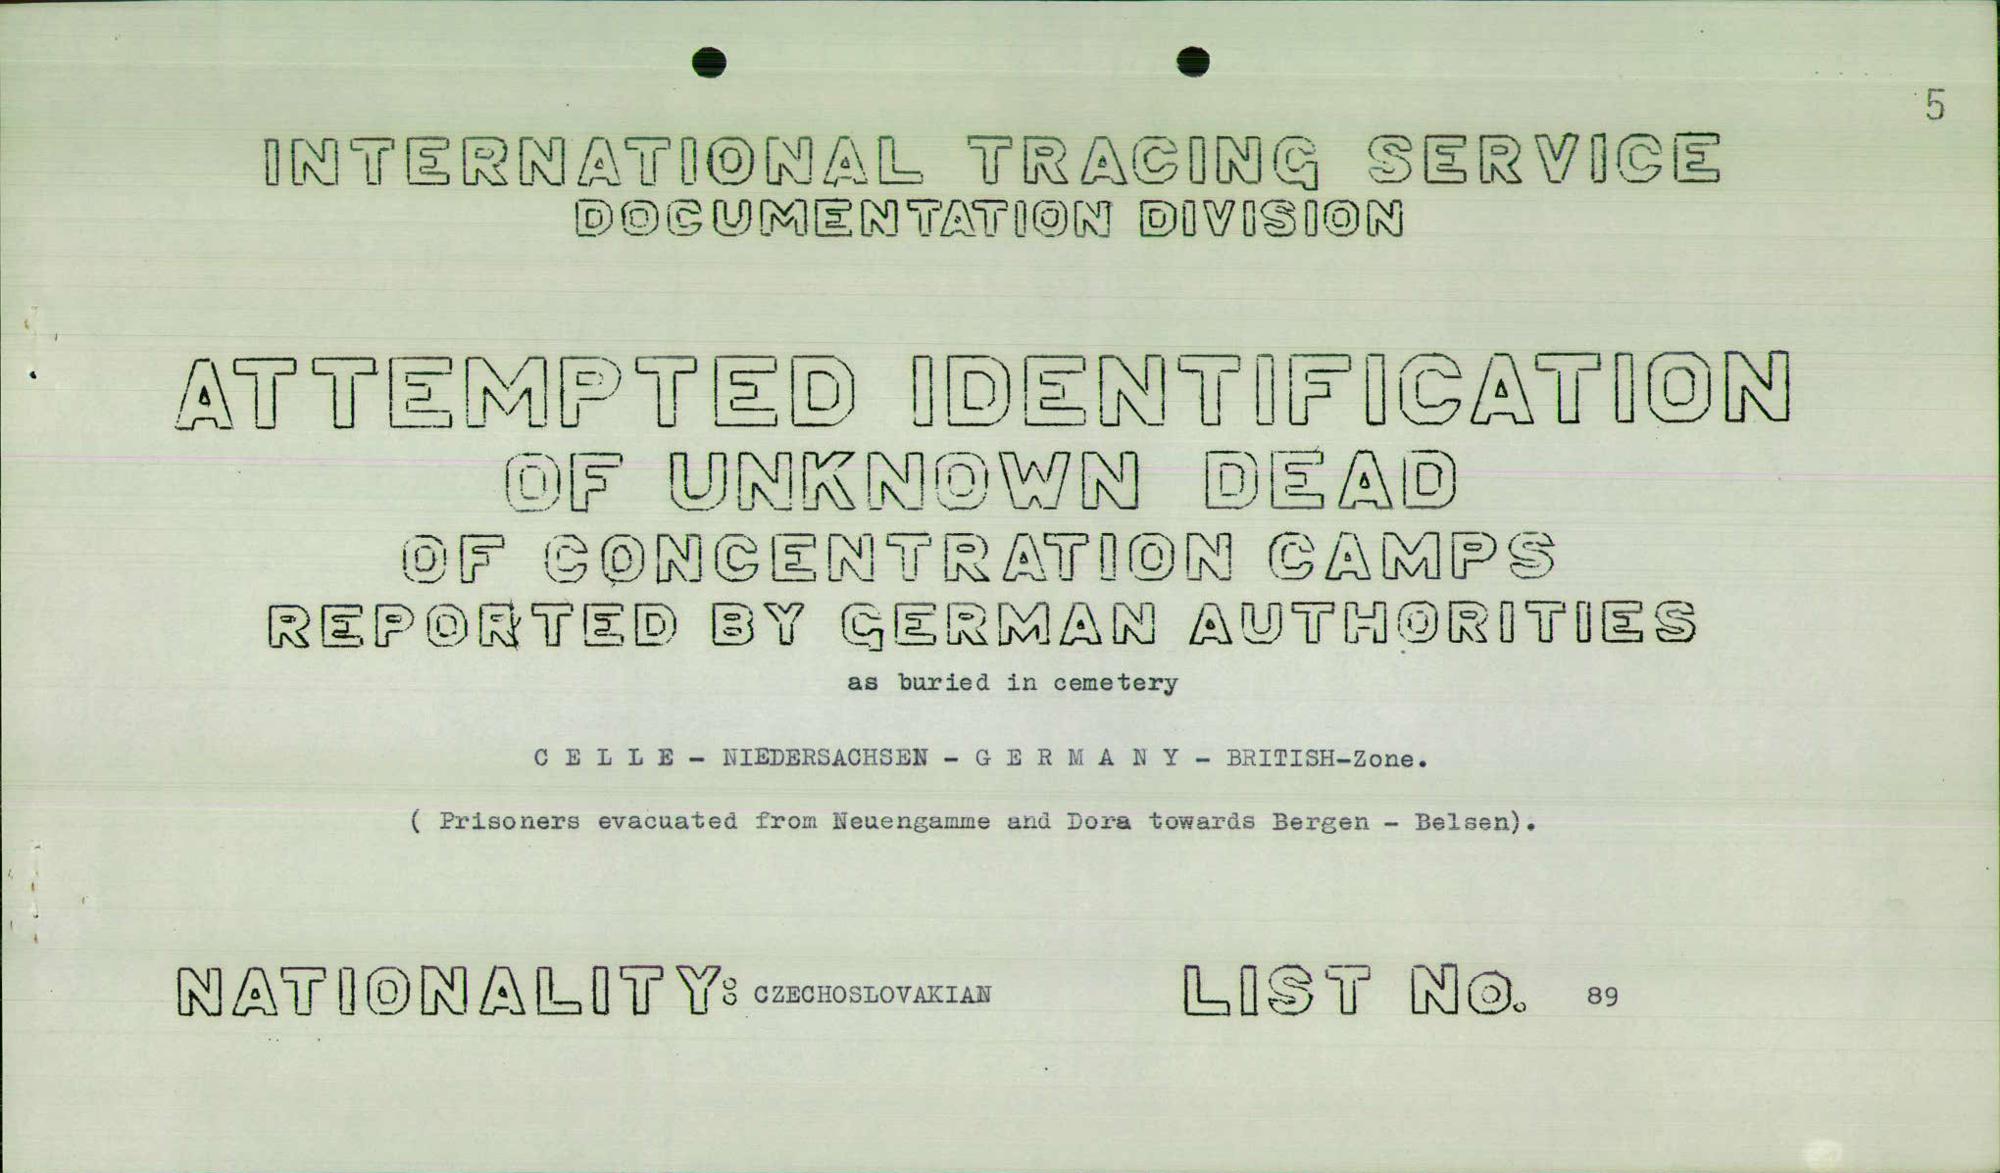 5
INTERNATIONAL TRACING SERVICE
DOCUMENTATION DIVISION
ATTEMPTED IDENTIFICATION
OF UNKNOWN DEAD
OF CONCENTRATION CAMPS
REPORTED BY GERMAN AUTHORITIES
as buried in cemetery
C E L L E - NIEDERSACHSEN - G E R M A N Y - BRITISH-Zone.
( Prisoners evacuated from Neuengamme and Dora towards Bergen - Belsen).
NATIONALITY: CZECHOSLOVAKIAN LIST No. 89